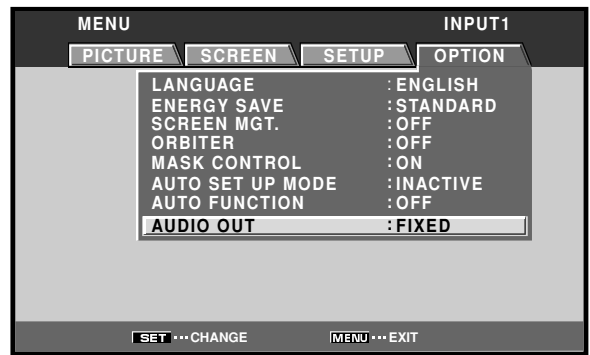 MENU INPUT1
PICTURE SCREEN SETUP OPTION
LANGUAGE :ENGLISH
ENERGY SAVE :STANDARD
SCREEN MGT. :OFF
ORBITER :OFF
MASK CONTROL :ON
AUTO SET UP MODE :INACTIVE
AUTO FUNCTION :OFF
AUDIO OUT :FIXED
SET ··· CHANGE MENU ··· EXIT